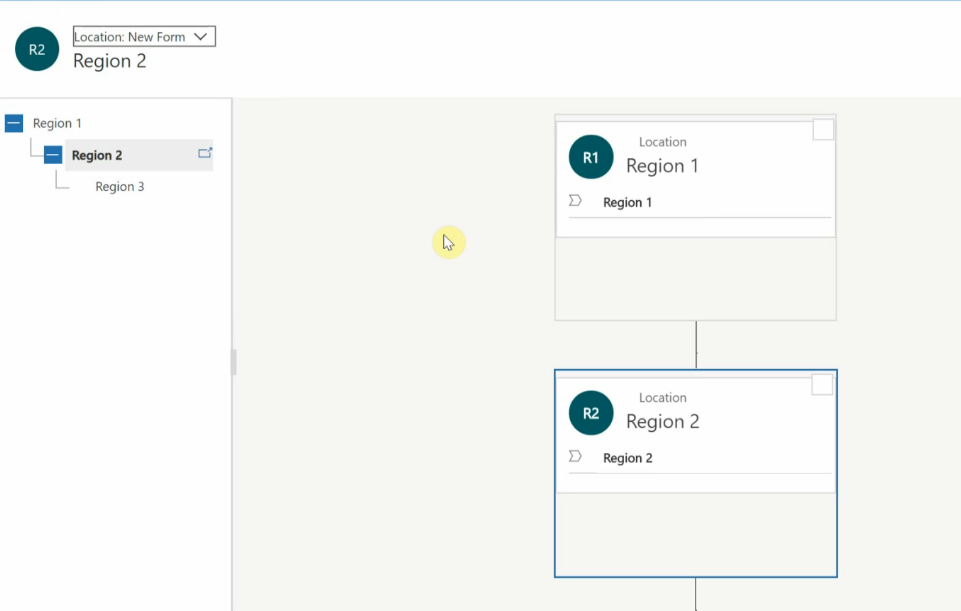 R2
Location: New Form
Region 2
Region 1
Region 2
Region 3
R1
Location
Region 1
Region 1
R2
Location
Region 2
Region 2